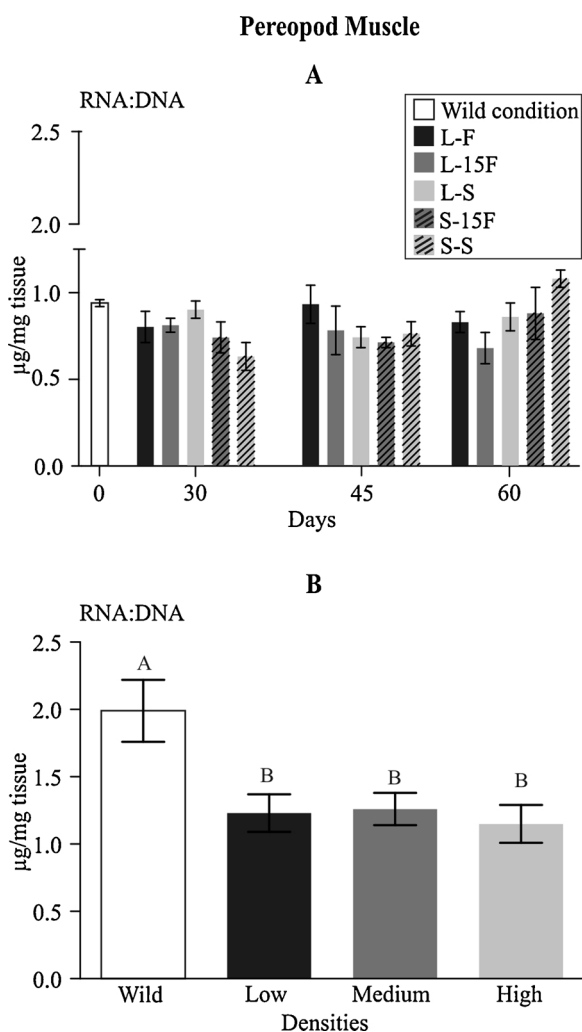 Pereopod Muscle
A
RNA:DNA
Wild condition
L-F
L-15F
L-S
S-15F
S-S
2.5
2.0
1.0
0.5
0.0
µg/mg tissue
0 30 45 60
Days
B
RNA:DNA
2.5
2.0
1.5
1.0
0.5
0.0
µg/mg tissue
A
B B B
Wild Low Medium High
Densities